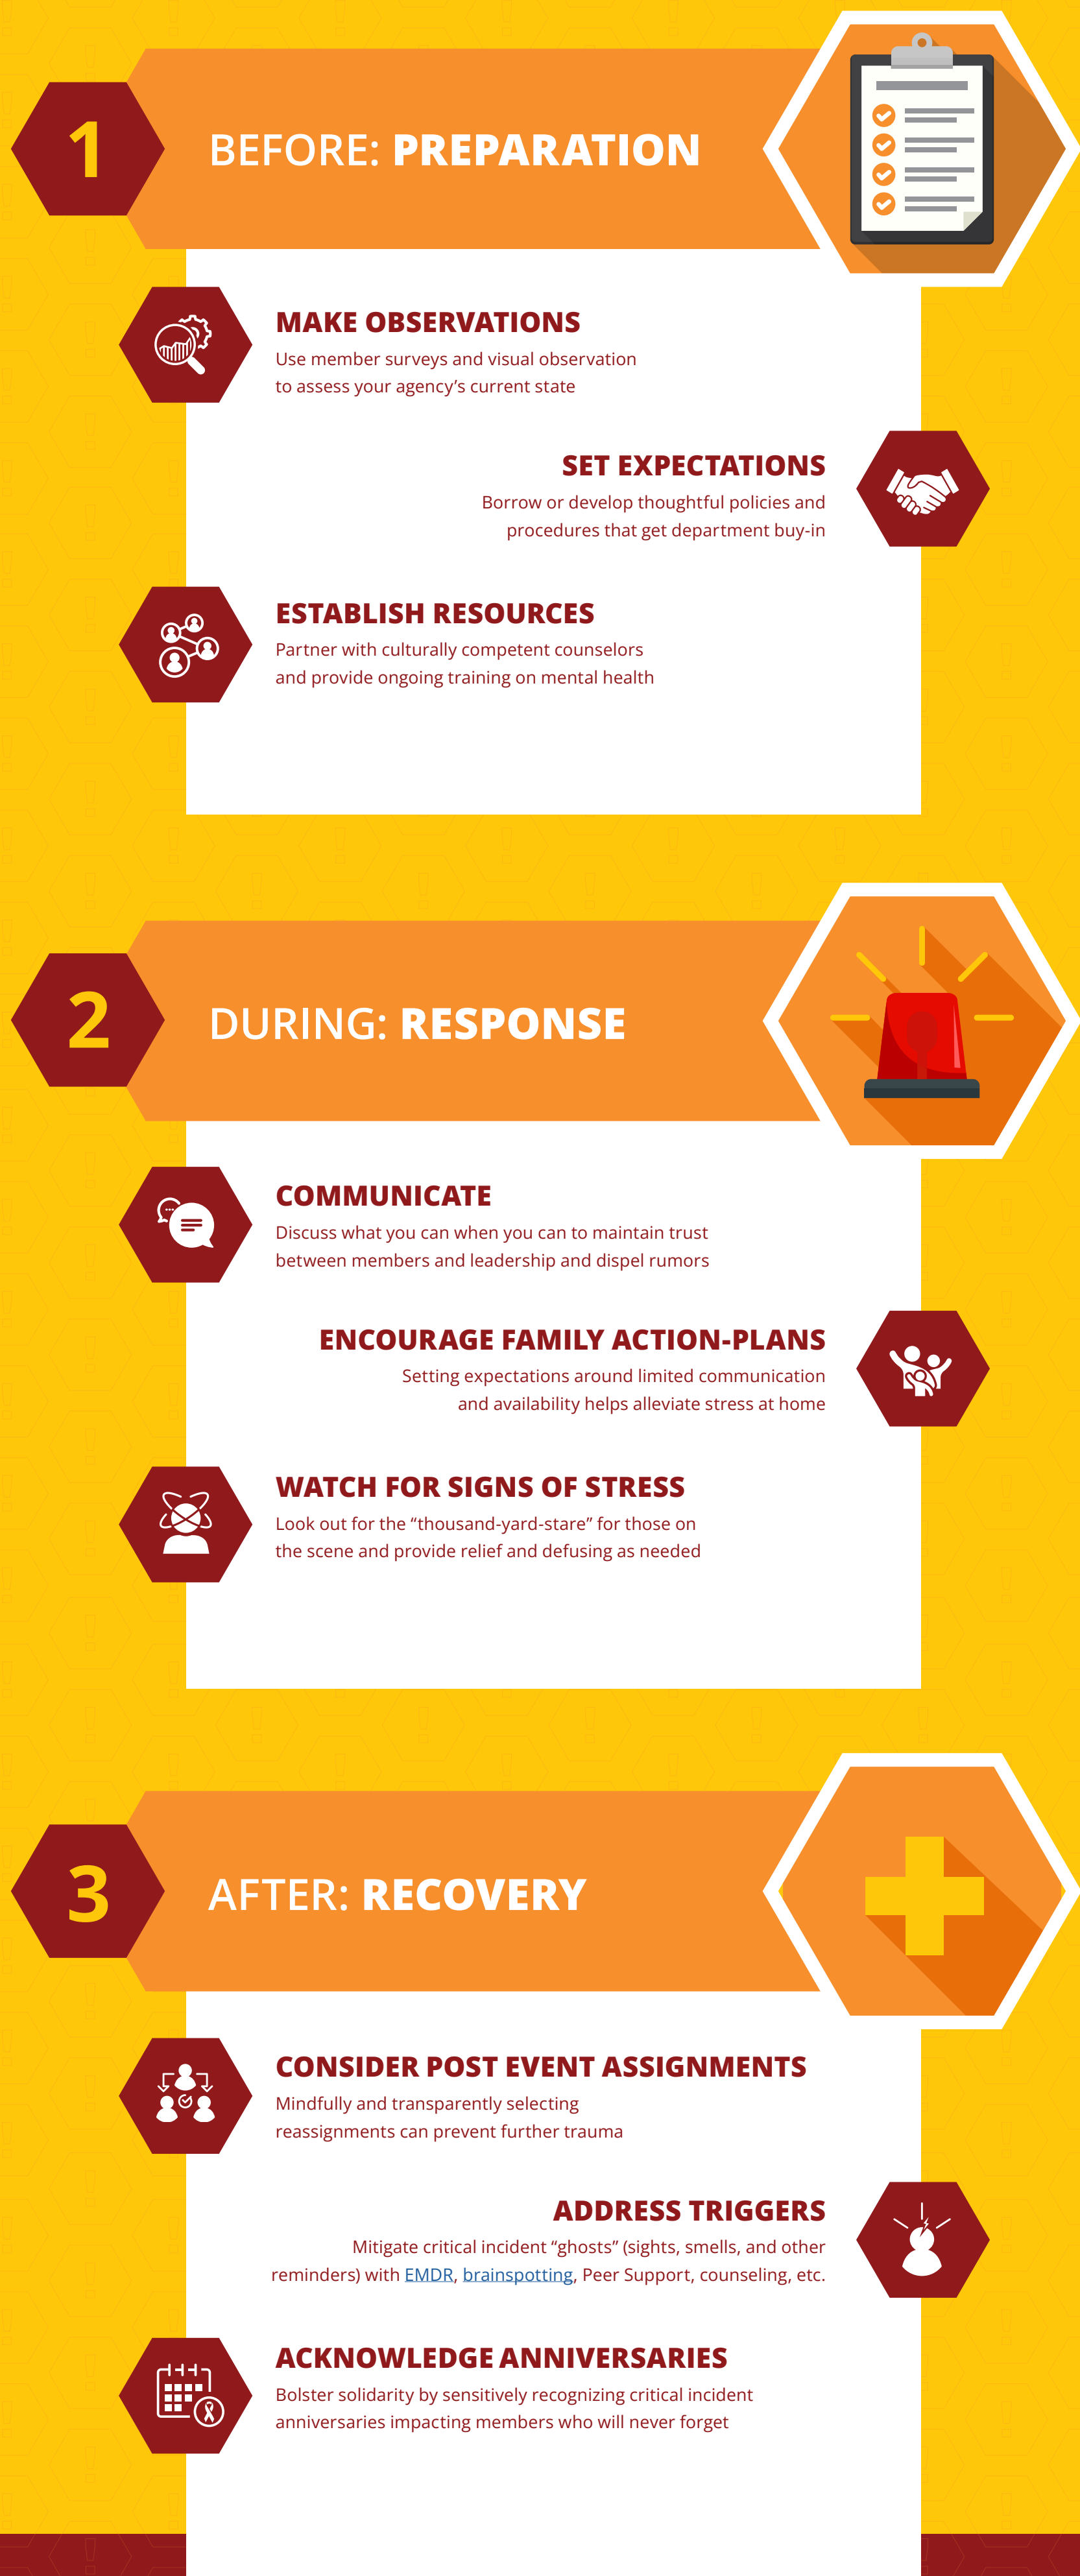 1
BEFORE: PREPARATION
MAKE OBSERVATIONS
Use member surveys and visual observation
to assess your agency’s current state
SET EXPECTATIONS
Borrow or develop thoughtful policies and
procedures that get department buy-in
ESTABLISH RESOURCES
Partner with culturally competent counselors
and provide ongoing training on mental health
2
DURING: RESPONSE
COMMUNICATE
Discuss what you can when you can to maintain trust
between members and leadership and dispel rumors
ENCOURAGE FAMILY ACTION-PLANS
Setting expectations around limited communication
and availability helps alleviate stress at home
WATCH FOR SIGNS OF STRESS
Look out for the “thousand-yard-stare” for those on
the scene and provide relief and defusing as needed
3
AFTER: RECOVERY
CONSIDER POST EVENT ASSIGNMENTS
Mindfully and transparently selecting
reassignments can prevent further trauma
ADDRESS TRIGGERS
Mitigate critical incident “ghosts” (sights, smells, and other
reminders) with EMDR, brainspotting, Peer Support, counseling, etc.
ACKNOWLEDGE ANNIVERSARIES
Bolster solidarity by sensitively recognizing critical incident
anniversaries impacting members who will never forget